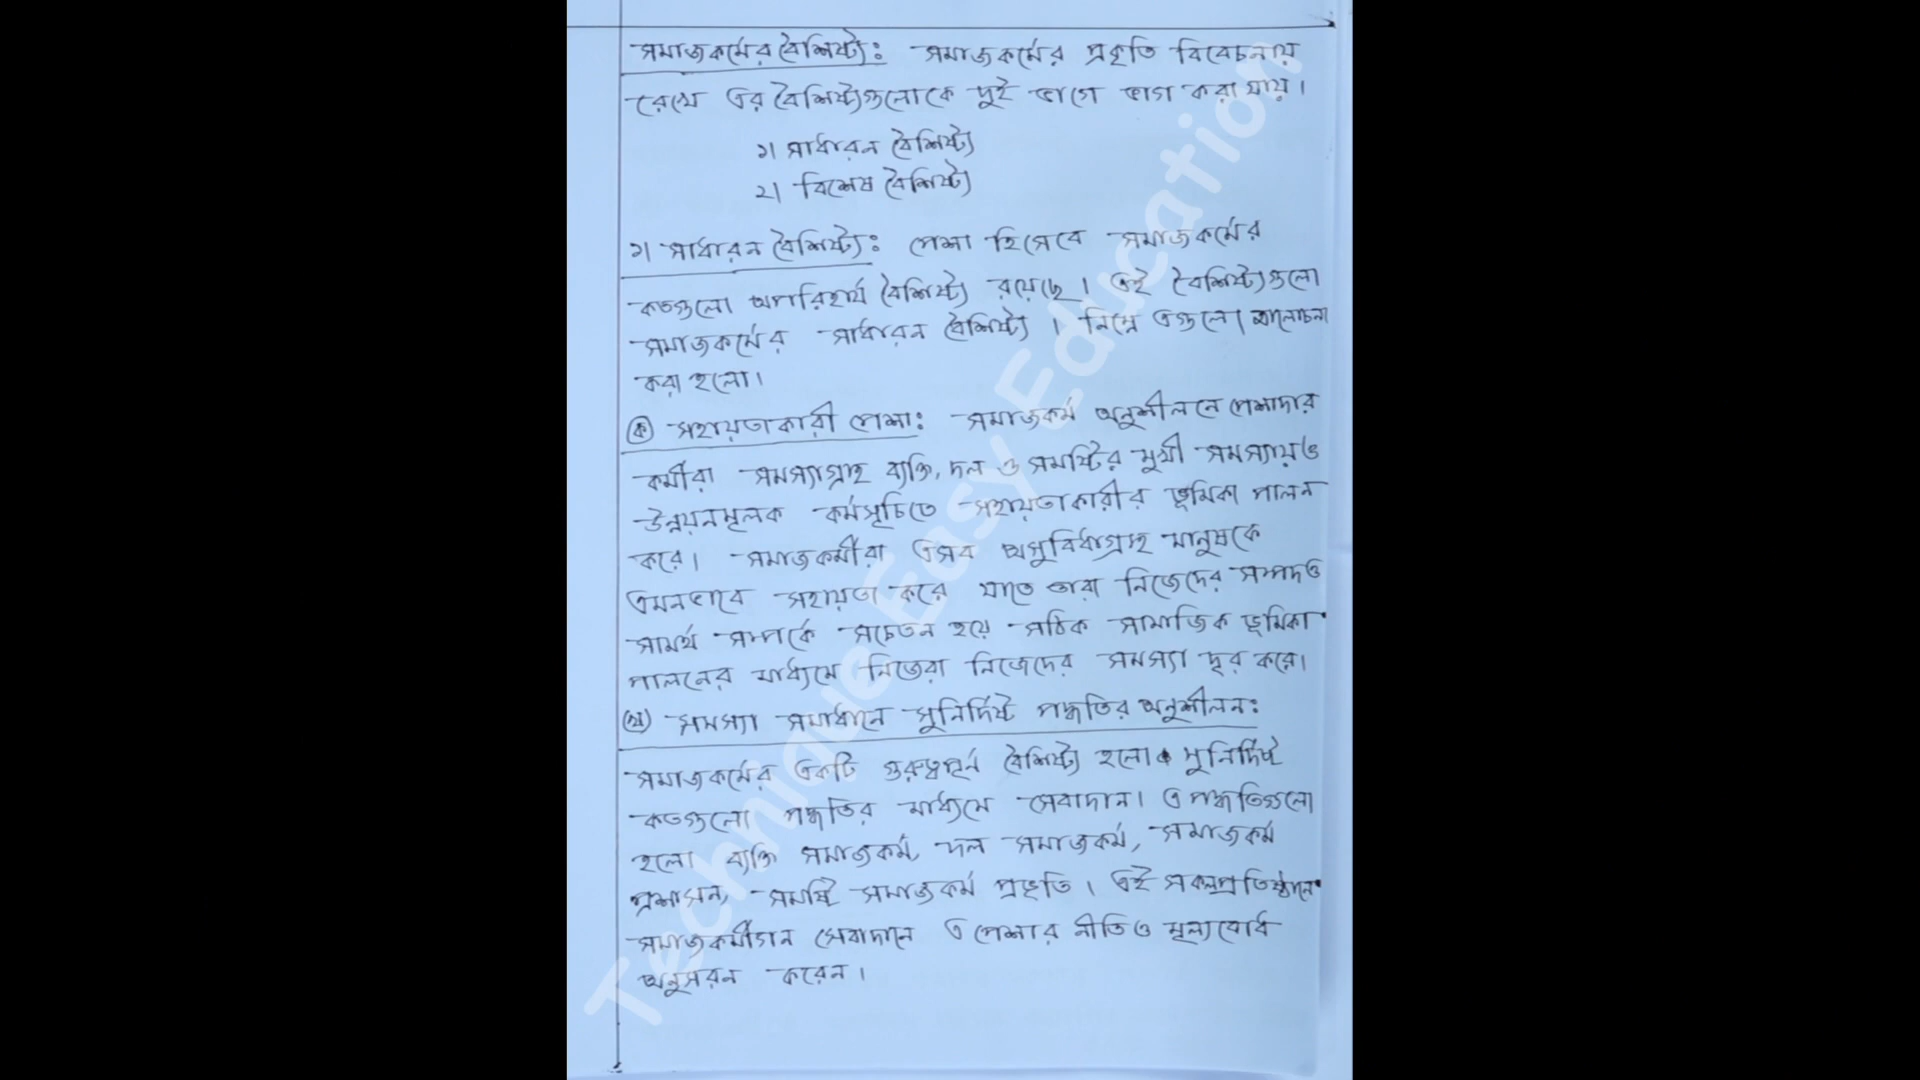 সমাজকর্মের বৈশিষ্ট্যঃ সমাজকর্মের প্রকৃতি বিবেচনায়
রেখে এর বৈশিষ্ট্যগুলোকে দুই ভাগে ভাগ করা যায়।
১। সাধারন বৈশিষ্ট্য
২। বিশেষ বৈশিষ্ট্য
১। সাধারন বৈশিষ্ট্যঃ পেশা হিসেবে সমাজকর্মের
কতগুলো অপরিহার্য বৈশিষ্ট্য রয়েছে। এই বৈশিষ্ট্যগুলো
সমাজকর্মের সাধারন বৈশিষ্ট্য। নিম্নে এগুলো আলোচনা
করা হলো।
ক) সহায়তাকারী পেশাঃ সমাজকর্ম অনুশীলনে পেশাদার
কর্মীরা সমস্যাগ্রস্থ ব্যক্তি, দল ও সমষ্টির মুখী সমস্যায় ও
উন্নয়নমূলক কর্মসূচিতে সহায়তাকারীর ভূমিকা পালন
করে। সমাজকর্মীরা এসব অসুবিধাগ্রস্থ মানুষকে
এমনভাবে সহায়তা করে যাতে তারা নিজেদের সম্পদ ও
সামর্থ সম্পর্কে সচেতন হয়ে সঠিক সামাজিক ভূমিকা
পালনের মাধ্যমে নিজেরা নিজেদের সমস্যা দূর করে।
খ) সমস্যা সমাধানে সুনির্দিষ্ট পদ্ধতির অনুশীলনঃ
সমাজকর্মের একটি গুরুত্বপূর্ন বৈশিষ্ট্য হলো সুনির্দিষ্ট
কতগুলো পদ্ধতির মাধ্যমে সেবাদান। এ পদ্ধতিগুলো
হলো ব্যক্তি সমাজকর্ম, দল সমাজকর্ম, সমাজকর্ম
প্রশাসন, সমষ্টি সমাজকর্ম প্রভৃতি। এই সকল প্রতিষ্ঠানে
সমাজকর্মীগন সেবাদানে এ পেশার নীতি ও মূল্যবোধ
অনুসরন করেন।
Technique Easy Education